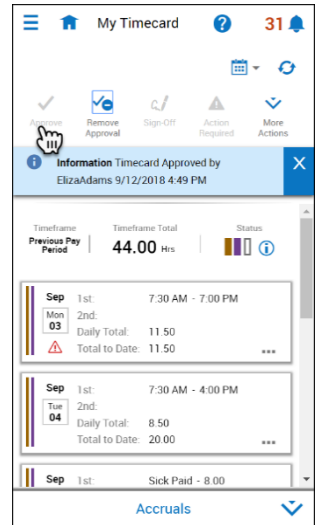 My Timecard ? 31
Approve Remove Approval Sign-Off Action Required More Actions
Information Timecard Approved by X
ElizaAdams 9/12/2018 4:49 PM
Timeframe Timeframe Total Status
Previous Pay Period 44.00 Hrs i
Sep 1st: 7:30 AM - 7:00 PM
Mon 2nd:
03 Daily Total: 11.50
Total to Date: 11.50 ...
Sep 1st: 7:30 AM - 4:00 PM
Tue 2nd:
04 Daily Total: 8.50
Total to Date: 20.00 ...
Sep 1st: Sick Paid - 8.00
Accruals